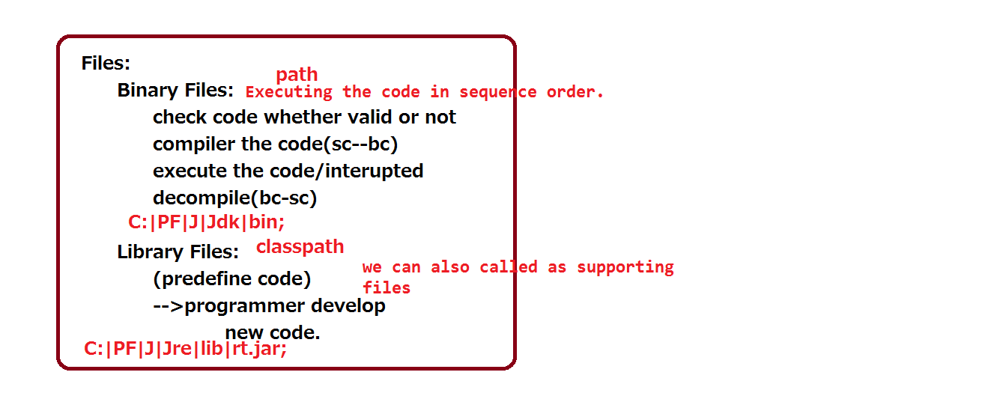 Files:
path
Binary Files: Executing the code in sequence order.
check code whether valid or not
compiler the code(sc--bc)
execute the code/interupted
decompile(bc-sc)
C:|PF|J|Jdk|bin;
Library Files: classpath
we can also called as supporting
(predefine code)
files
-->programmer develop
new code.
C:|PF|J|Jre|lib|rt.jar;